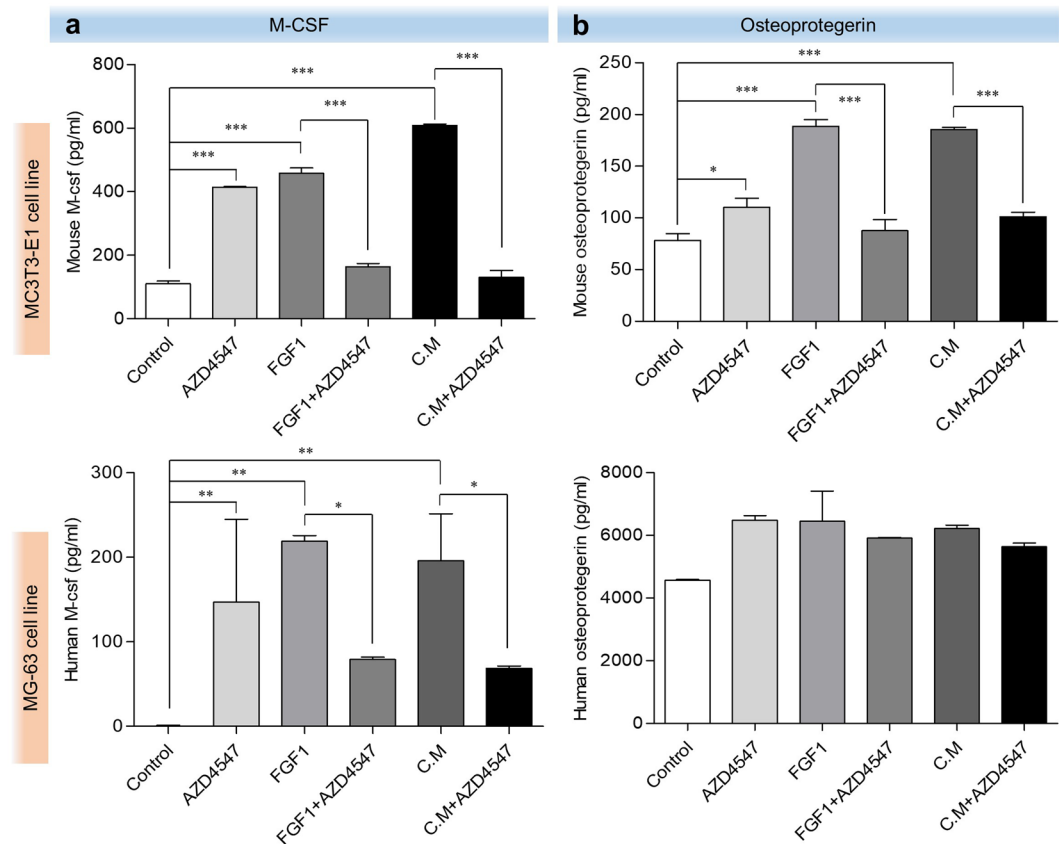 a M-CSF
b Osteoprotegerin
MC3T3-E1 cell line
Mouse M-csf (pg/ml)
800
600
400
200
0
***
***
***
***
***
Control
AZD4547
FGF1
FGF1+AZD4547
C.M
C.M+AZD4547
Mouse osteoprotegerin (pg/ml)
250
200
150
100
50
0
***
***
***
***
*
Control
AZD4547
FGF1
FGF1+AZD4547
C.M
C.M+AZD4547
MG-63 cell line
Human M-csf (pg/ml)
300
200
100
0
**
**
*
**
*
Control
AZD4547
FGF1
FGF1+AZD4547
C.M
C.M+AZD4547
Human osteoprotegerin (pg/ml)
8000
6000
4000
2000
0
Control
AZD4547
FGF1
FGF1+AZD4547
C.M
C.M+AZD4547